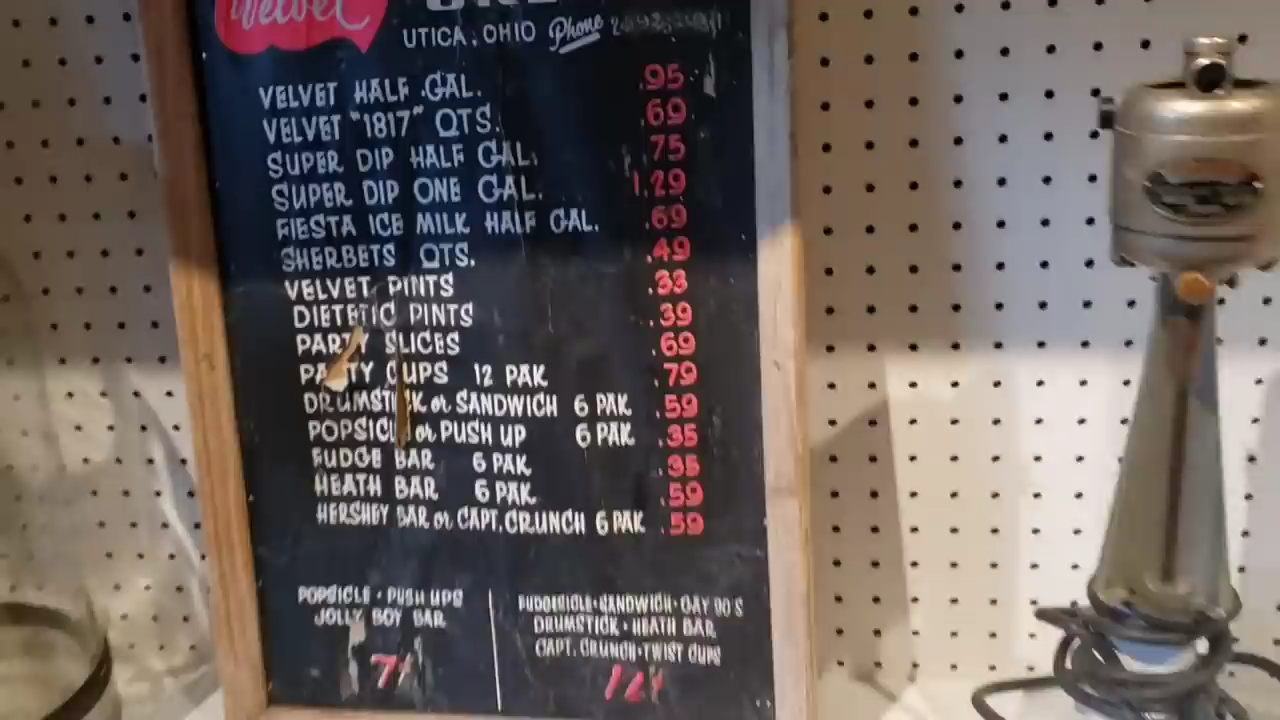 Velvet
UTICA, OHIO Phone
VELVET HALF GAL. .95
VELVET "1817" QTS. .69
SUPER DIP HALF GAL. .75
SUPER DIP ONE GAL. 1.29
FIESTA ICE MILK HALF GAL. .69
SHERBETS QTS. .49
VELVET PINTS .33
DIETETIC PINTS .39
PARTY SLICES .69
PARTY CUPS 12 PAK .79
DRUMSTICK or SANDWICH 6 PAK .59
POPSICLE or PUSH UP 6 PAK .35
FUDGE BAR 6 PAK .35
HEATH BAR 6 PAK .59
HERSHEY BAR or CAPT. CRUNCH 6 PAK .59
POPSICLE · PUSH UPS
JOLLY BOY BAR
7¢
FUDGESICLE · SANDWICH · GAY 90'S
DRUMSTICK · HEATH BAR
CAPT. CRUNCH · TWIST CUPS
12¢